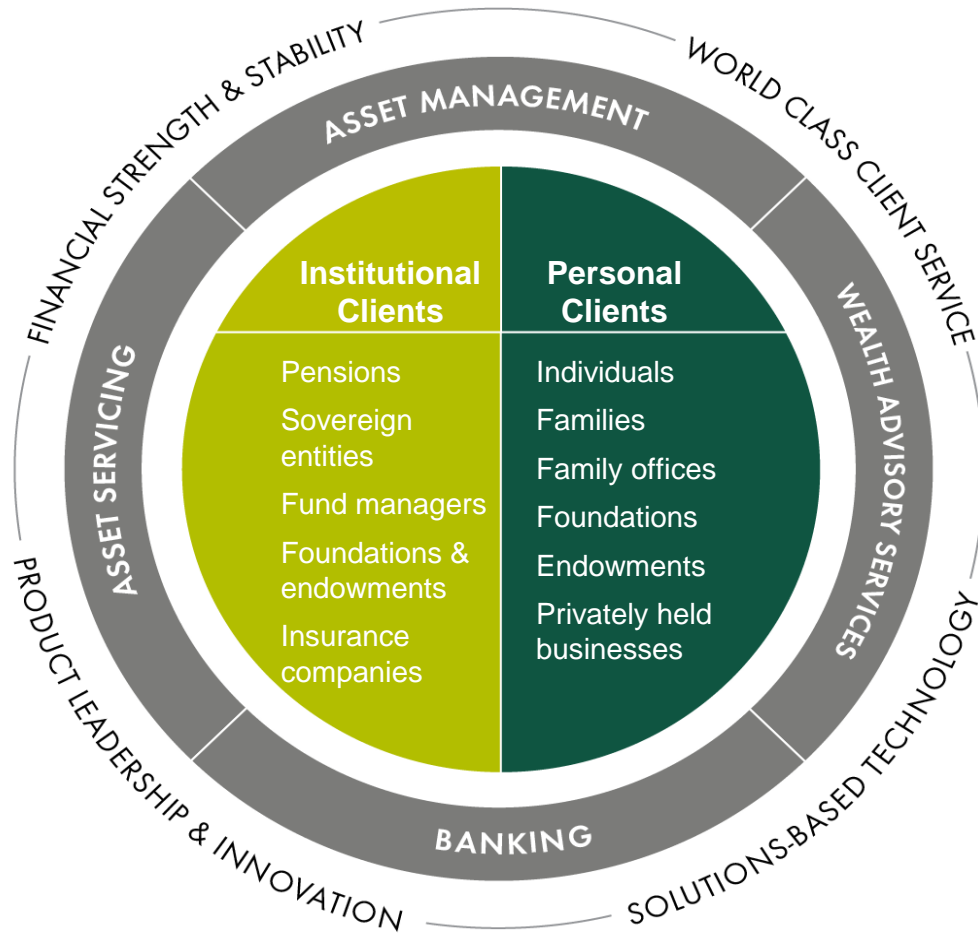 FINANCIAL STRENGTH & STABILITY
WORLD CLASS CLIENT SERVICE
ASSET MANAGEMENT
ASSET SERVICING
WEALTH ADVISORY SERVICES
Institutional
Clients
Pensions
Sovereign
entities
Fund managers
Foundations &
endowments
Insurance
companies
Personal
Clients
Individuals
Families
Family offices
Foundations
Endowments
Privately held
businesses
BANKING
PRODUCT LEADERSHIP & INNOVATION
SOLUTIONS-BASED TECHNOLOGY